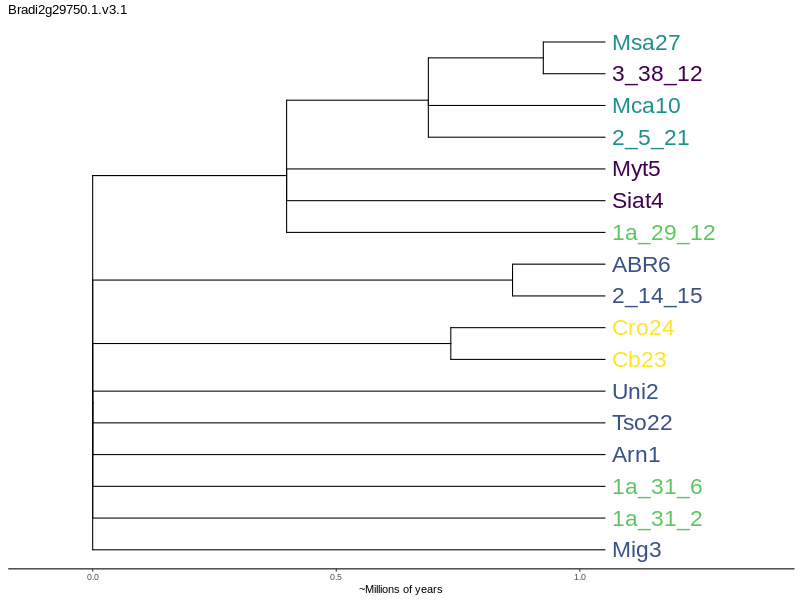 Bradi2g29750.1.v3.1
Msa27
3_38_12
Mca10
2_5_21
Myt5
Siat4
1a_29_12
ABR6
2_14_15
Cro24
Cb23
Uni2
Tso22
Arn1
1a_31_6
1a_31_2
Mig3
0.0 0.5 1.0
~Millions of years